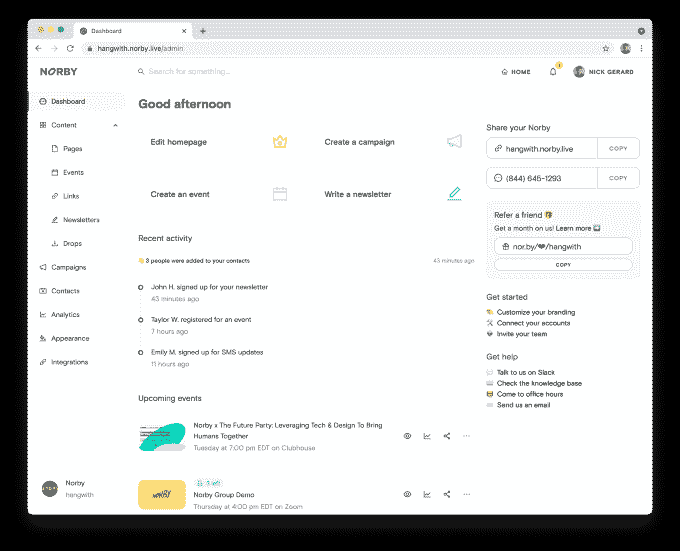 Dashboard
hangwith.norby.live/admin
NORBY
Search for something...
HOME
NICK GERARD
Dashboard
Content
Pages
Events
Links
Newsletters
Drops
Campaigns
Contacts
Analytics
Appearance
Integrations
Norby
hangwith
Good afternoon
Edit homepage
Create a campaign
Create an event
Write a newsletter
Recent activity
3 people were added to your contacts
43 minutes ago
John H. signed up for your newsletter
43 minutes ago
Taylor W. registered for an event
7 hours ago
Emily M. signed up for SMS updates
11 hours ago
Upcoming events
Norby x The Future Party: Leveraging Tech & Design To Bring
Humans Together
Tuesday at 7:00 pm EDT on Clubhouse
NORBY
Norby Group Demo
Thursday at 4:00 pm EDT on Zoom
Share your Norby
hangwith.norby.live
COPY
(844) 645-1293
COPY
Refer a friend
Get a month on us! Learn more
nor.by/❤/hangwith
COPY
Get started
Customize your branding
Connect your accounts
Invite your team
Get help
Talk to us on Slack
Check the knowledge base
Come to office hours
Send us an email